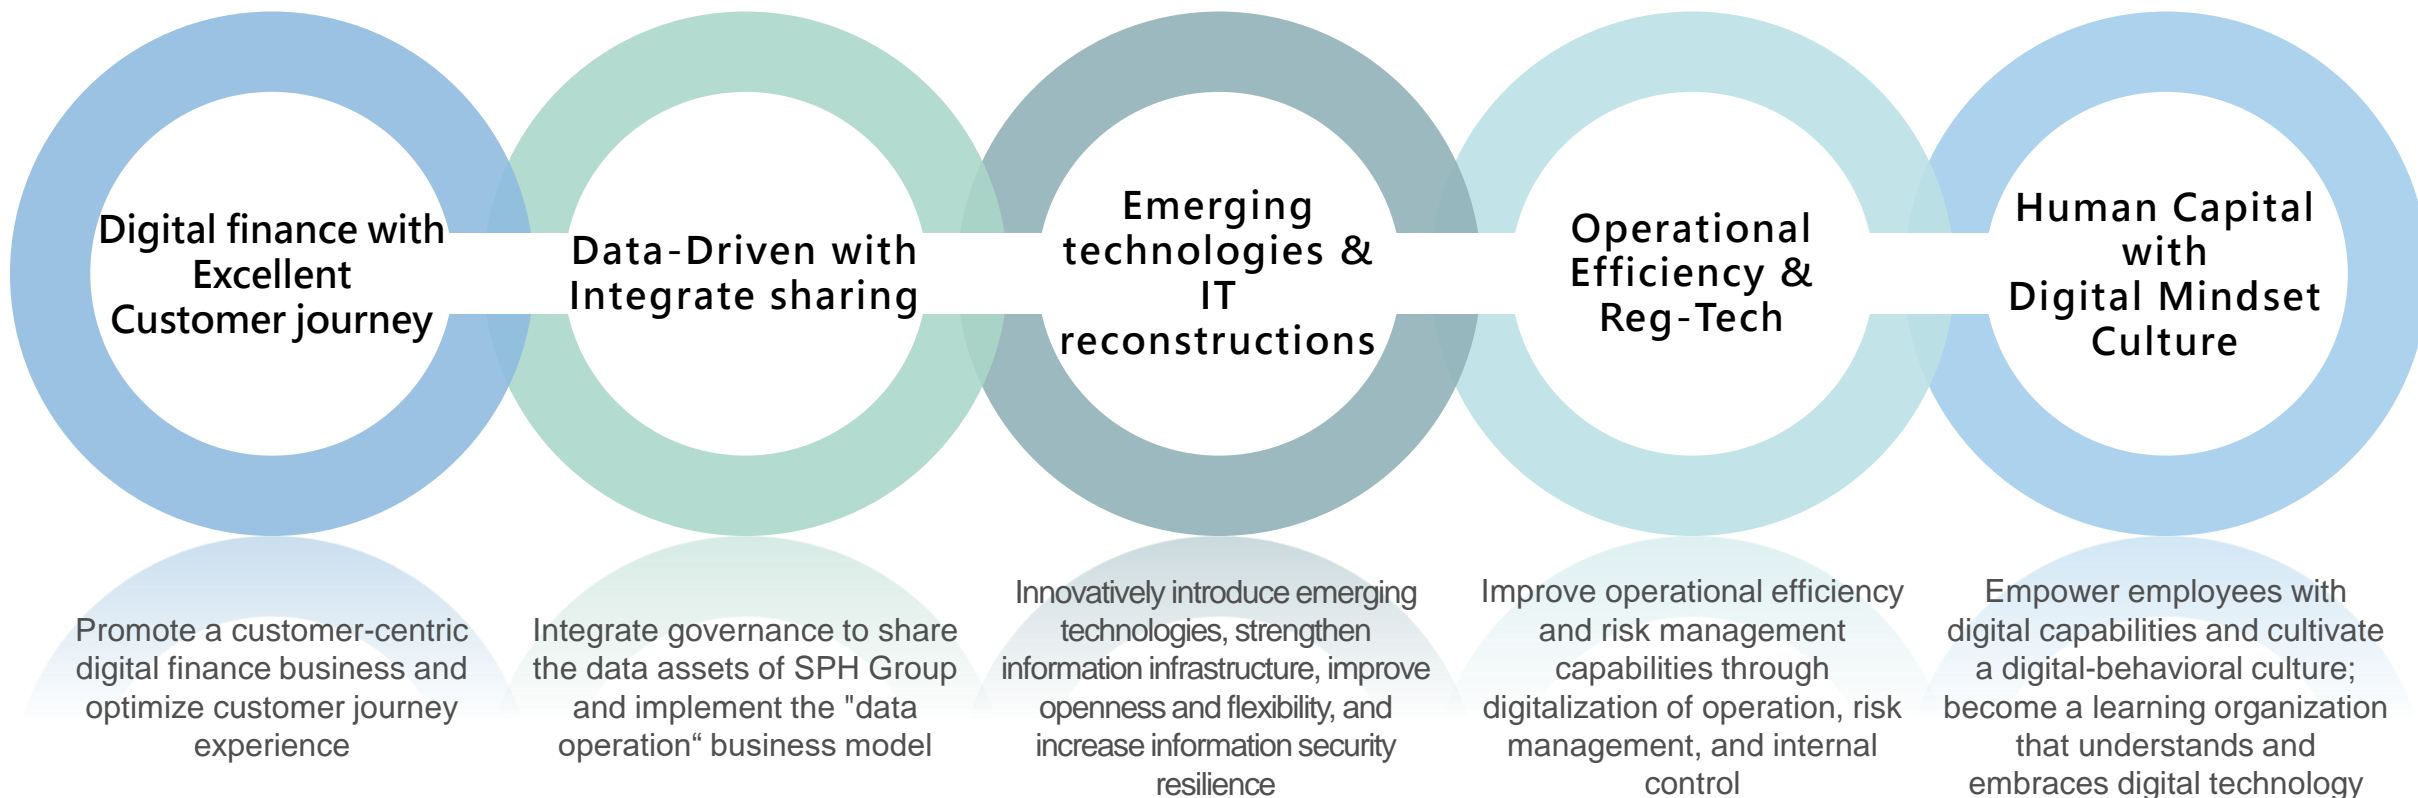 Digital finance with
Excellent
Customer journey
Data-Driven with
Integrate sharing
Emerging
technologies &
IT
reconstructions
Operational
Efficiency &
Reg-Tech
Human Capital
with
Digital Mindset
Culture
Promote a customer-centric
digital finance business and
optimize customer journey
experience
Integrate governance to share
the data assets of SPH Group
and implement the "data
operation“ business model
Innovatively introduce emerging
technologies, strengthen
information infrastructure, improve
openness and flexibility, and
increase information security
resilience
Improve operational efficiency
and risk management
capabilities through
digitalization of operation, risk
management, and internal
control
Empower employees with
digital capabilities and cultivate
a digital-behavioral culture;
become a learning organization
that understands and
embraces digital technology